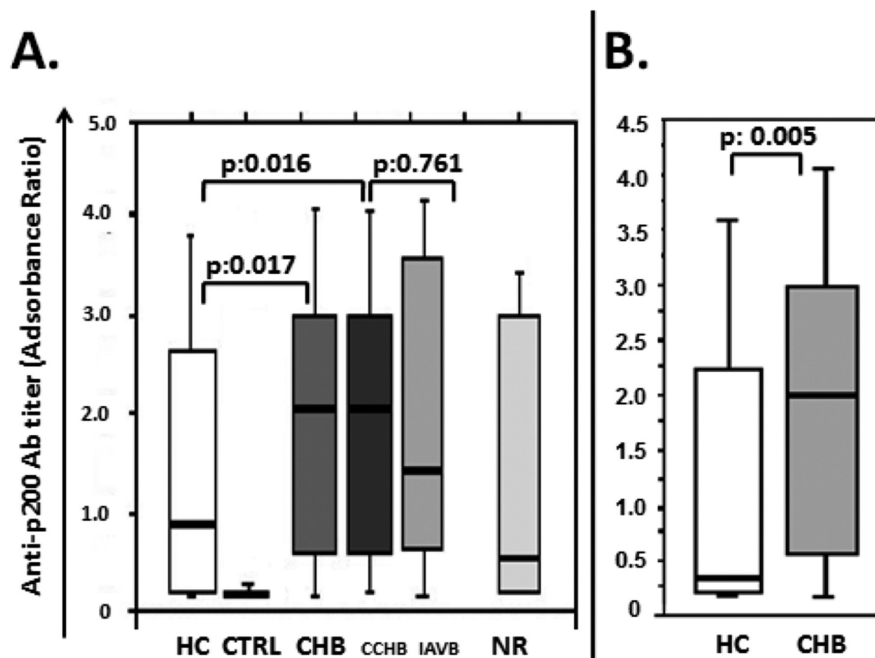 A.
B.
Anti-p200 Ab titer (Adsorbance Ratio)
5.0
4.0
3.0
2.0
1.0
0
p:0.016
p:0.761
p:0.017
HC CTRL CHB CCHB IAVB NR
4.5
4.0
3.5
3.0
2.5
2.0
1.5
1.0
0.5
0
p: 0.005
HC CHB